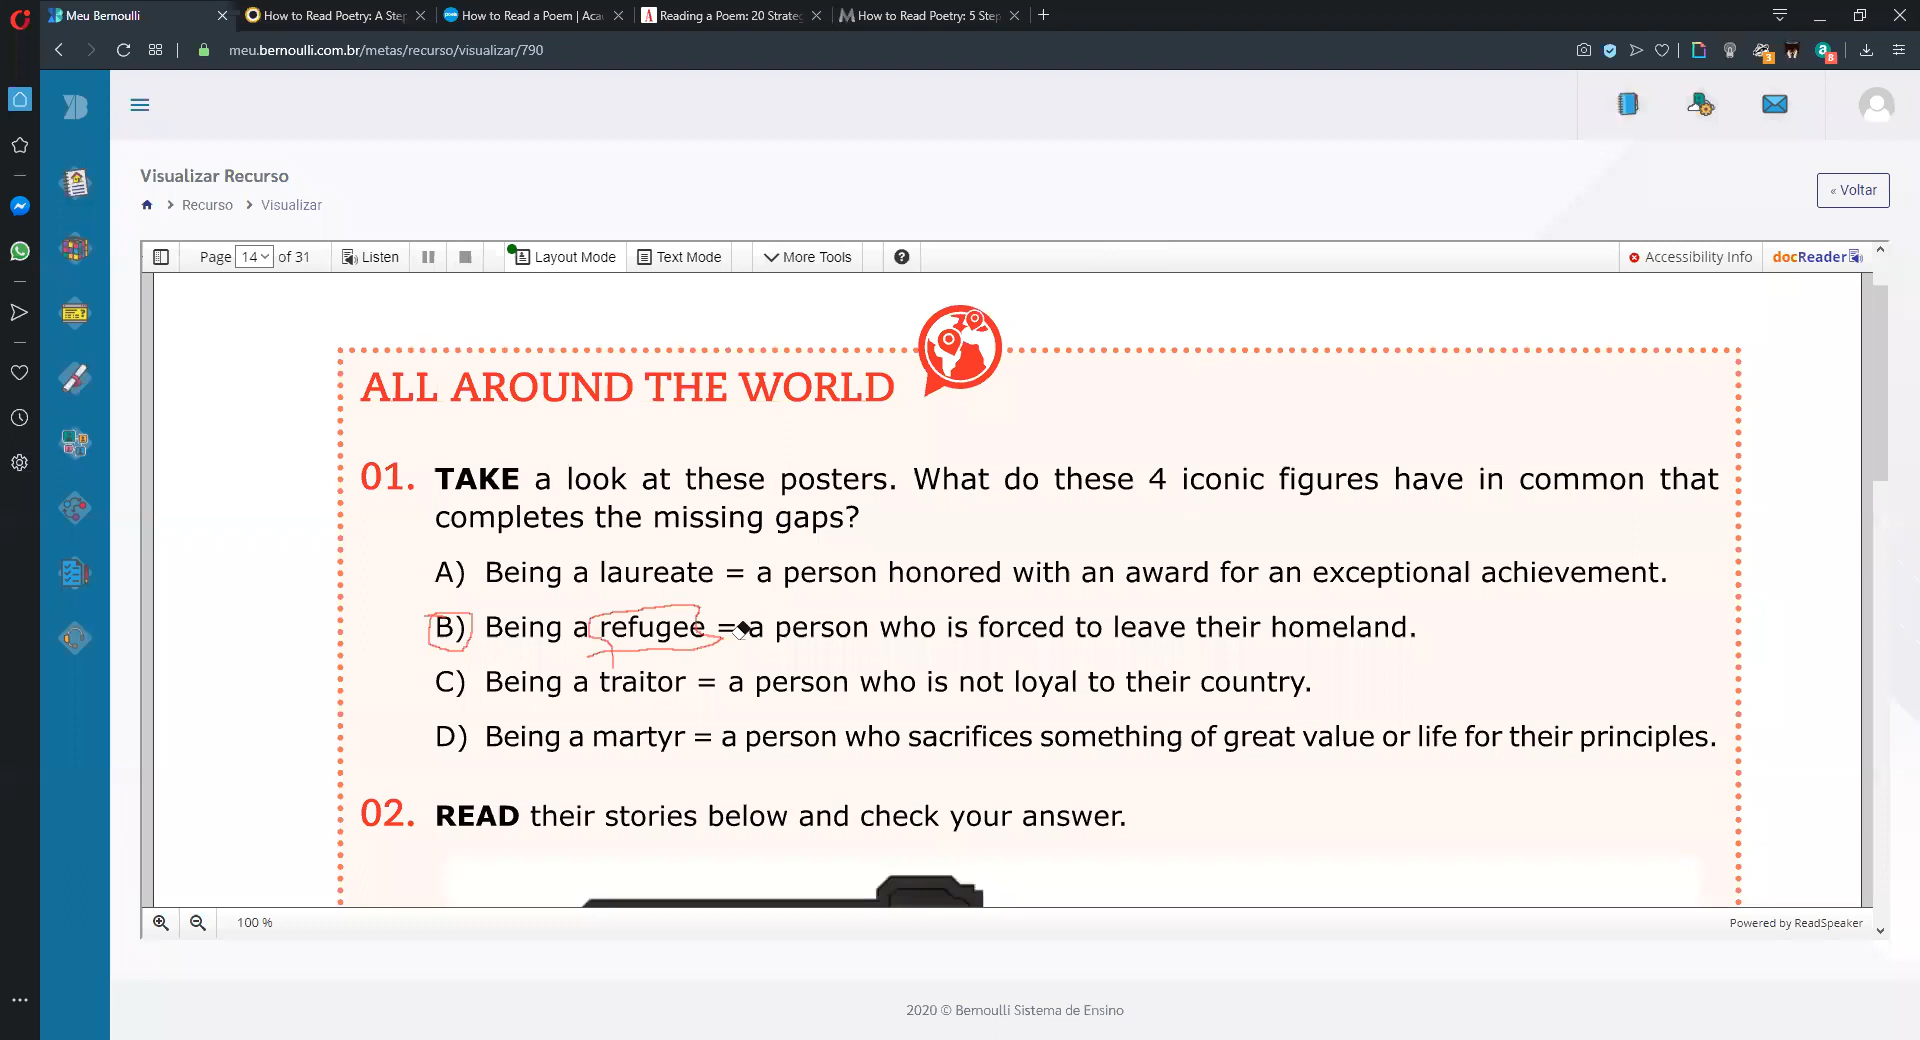 Meu Bernoulli
How to Read Poetry: A Step
How to Read a Poem | Aca
Reading a Poem: 20 Strate
How to Read Poetry: 5 Step
meu.bernoulli.com.br/metas/recurso/visualizar/790
3
8
Visualizar Recurso
« Voltar
Recurso
Visualizar
Page 14 of 31
Listen
Layout Mode
Text Mode
More Tools
Accessibility Info
docReader
ALL AROUND THE WORLD
01. TAKE a look at these posters. What do these 4 iconic figures have in common that
completes the missing gaps?
A) Being a laureate = a person honored with an award for an exceptional achievement.
B) Being a refugee = a person who is forced to leave their homeland.
C) Being a traitor = a person who is not loyal to their country.
D) Being a martyr = a person who sacrifices something of great value or life for their principles.
02. READ their stories below and check your answer.
100 %
Powered by ReadSpeaker
2020 © Bernoulli Sistema de Ensino